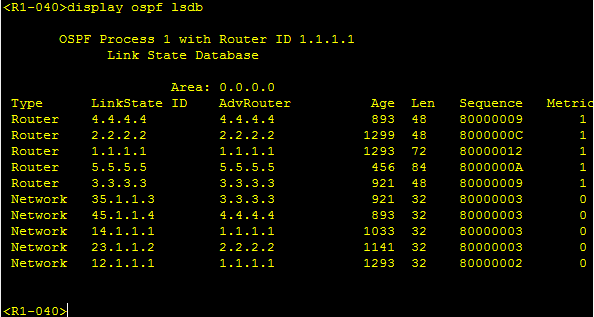 <R1-040>display ospf lsdb
OSPF Process 1 with Router ID 1.1.1.1
Link State Database
Area: 0.0.0.0
Type LinkState ID AdvRouter Age Len Sequence Metric
Router 4.4.4.4 4.4.4.4 893 48 80000009 1
Router 2.2.2.2 2.2.2.2 1299 48 8000000C 1
Router 1.1.1.1 1.1.1.1 1293 72 80000012 1
Router 5.5.5.5 5.5.5.5 456 84 8000000A 1
Router 3.3.3.3 3.3.3.3 921 48 80000009 1
Network 35.1.1.3 3.3.3.3 921 32 80000003 0
Network 45.1.1.4 4.4.4.4 893 32 80000003 0
Network 14.1.1.1 1.1.1.1 1033 32 80000003 0
Network 23.1.1.2 2.2.2.2 1141 32 80000003 0
Network 12.1.1.1 1.1.1.1 1293 32 80000002 0
<R1-040>